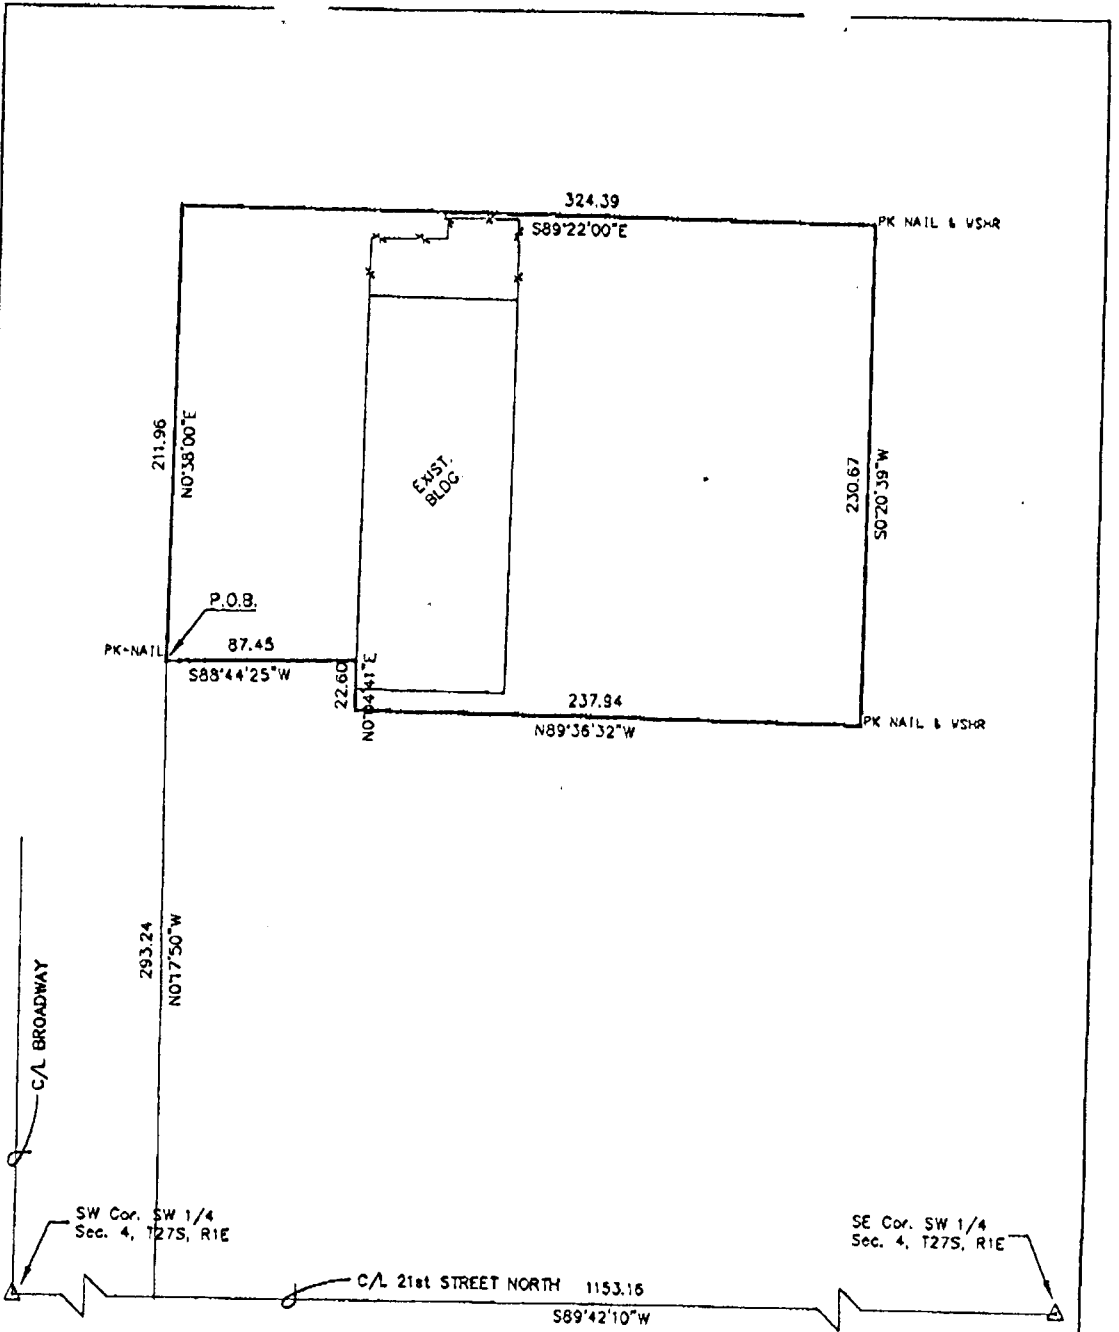 324.39
S89°22'00"E
PK NAIL & WSHR
211.96
N0°38'00"E
EXIST.
BLDG.
230.67
S0°20'39"W
P.O.B.
PK-NAIL
87.45
S88°44'25"W
22.60
N0°04'41"E
237.94
N89°36'32"W
PK NAIL & WSHR
293.24
N0°17'50"W
C/L BROADWAY
SW Cor. SW 1/4
Sec. 4, T27S, R1E
SE Cor. SW 1/4
Sec. 4, T27S, R1E
C/L 21st STREET NORTH 1153.16
S89°42'10"W